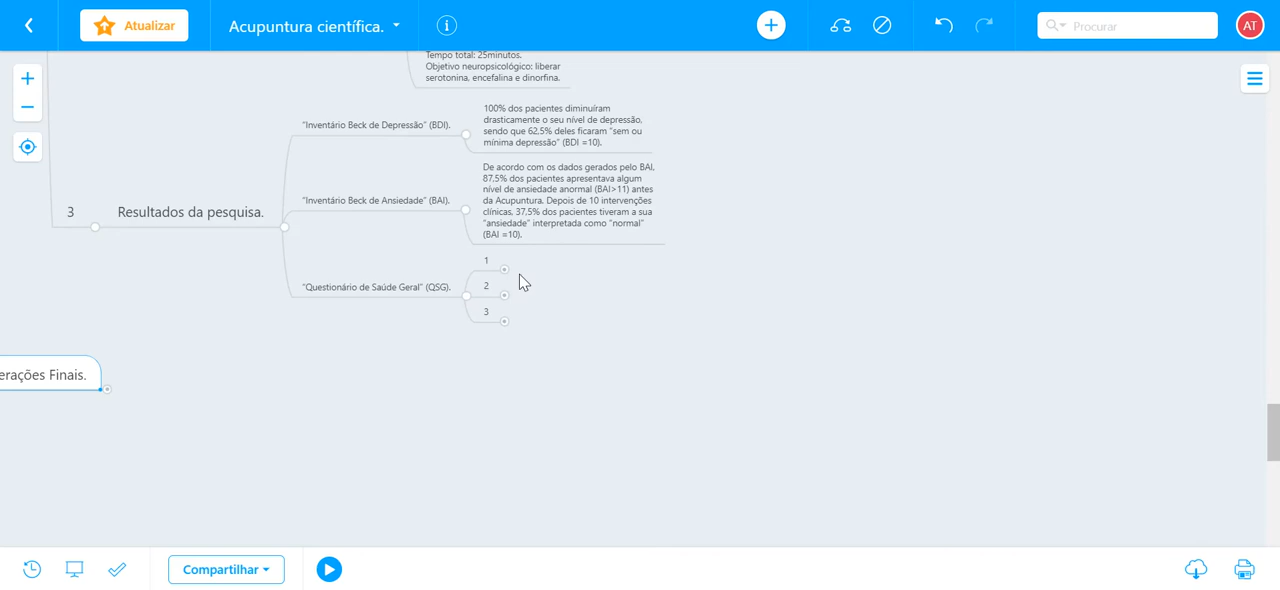 Atualizar
Acupuntura científica.
Procurar
AT
Tempo total: 25minutos.
Objetivo neuropsicológico: liberar
serotonina, encefalina e dinorfina.
"Inventário Beck de Depressão" (BDI).
100% dos pacientes diminuíram
drasticamente o seu nível de depressão,
sendo que 62,5% deles ficaram "sem ou
mínima depressão" (BDI =10).
3
Resultados da pesquisa.
"Inventário Beck de Ansiedade" (BAI).
De acordo com os dados gerados pelo BAI,
87,5% dos pacientes apresentava algum
nível de ansiedade anormal (BAI>11) antes
da Acupuntura. Depois de 10 intervenções
clínicas, 37,5% dos pacientes tiveram a sua
"ansiedade" interpretada como "normal"
(BAI =10).
"Questionário de Saúde Geral" (QSG).
1
2
3
erações Finais.
Compartilhar